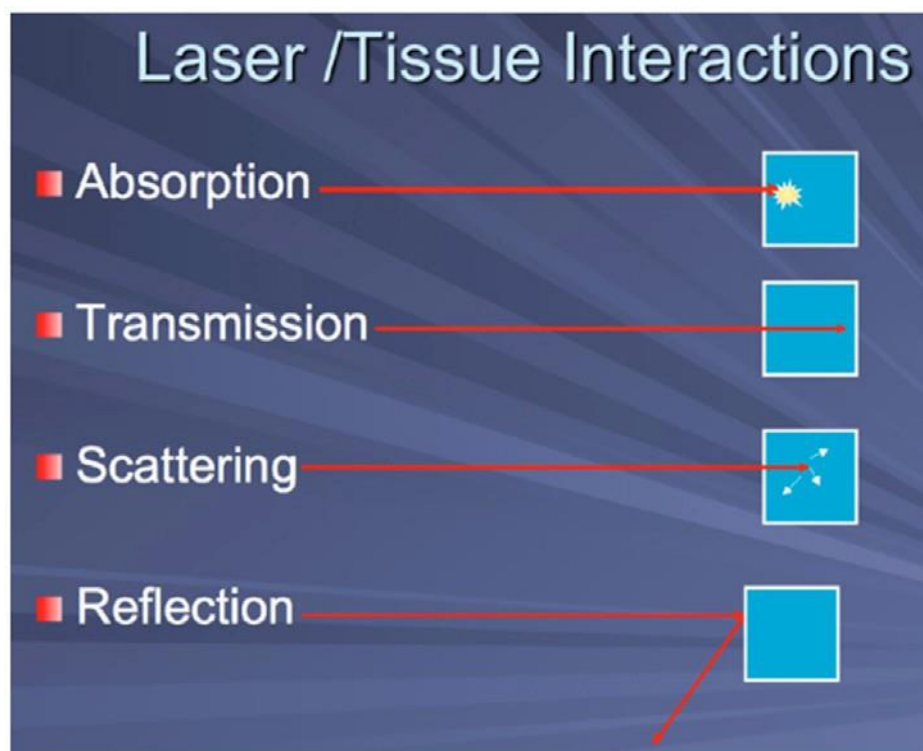 Laser /Tissue Interactions
Absorption
Transmission
Scattering
Reflection